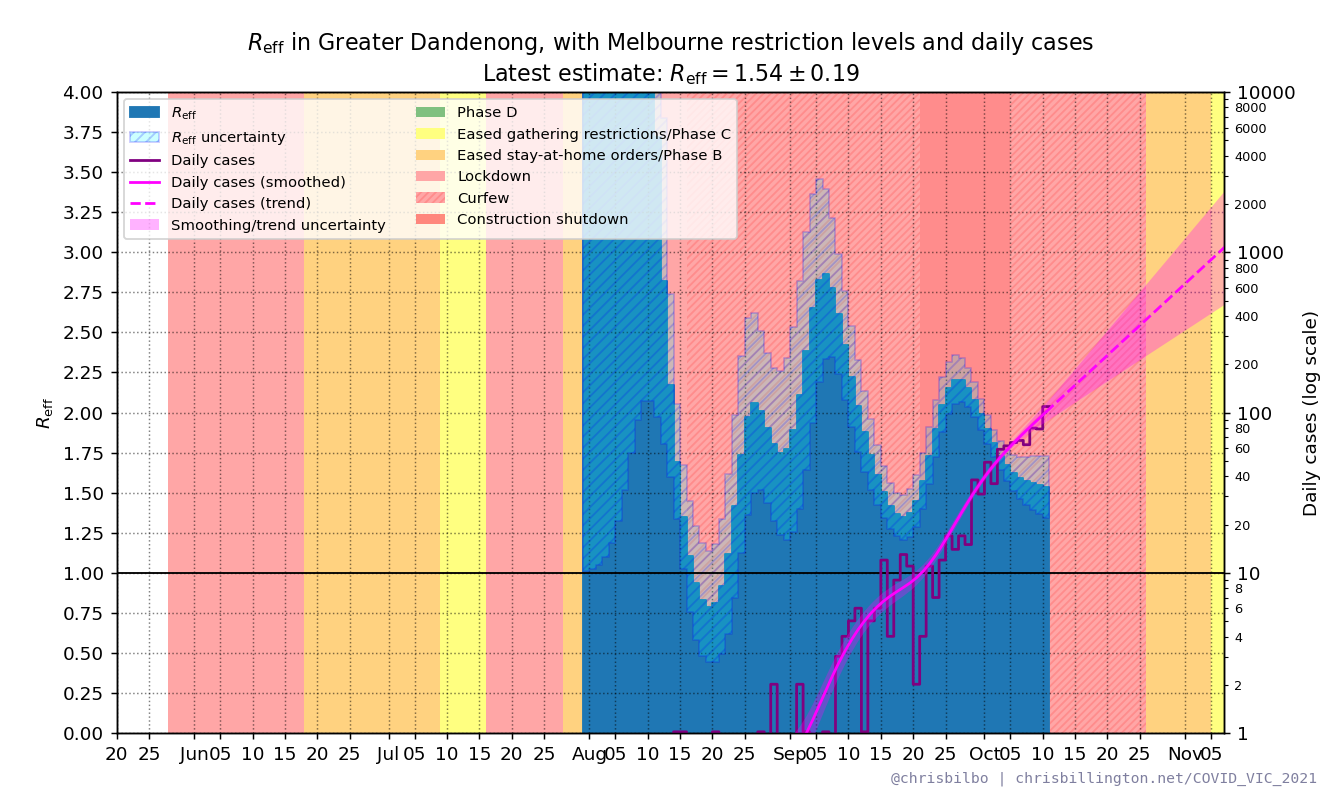 Reff in Greater Dandenong, with Melbourne restriction levels and daily cases
Latest estimate: Reff = 1.54 ± 0.19
Reff
Reff uncertainty
Daily cases
Daily cases (smoothed)
Daily cases (trend)
Smoothing/trend uncertainty
Phase D
Eased gathering restrictions/Phase C
Eased stay-at-home orders/Phase B
Lockdown
Curfew
Construction shutdown
Reff
4.00
3.75
3.50
3.25
3.00
2.75
2.50
2.25
2.00
1.75
1.50
1.25
1.00
0.75
0.50
0.25
0.00
10000
8000
6000
4000
2000
1000
800
600
400
200
100
80
60
40
20
10
8
6
4
2
1
Daily cases (log scale)
20 25 Jun 05 10 15 20 25 Jul 05 10 15 20 25 Aug 05 10 15 20 25 Sep 05 10 15 20 25 Oct 05 10 15 20 25 Nov 05
@chrisbilbo | chrisbillington.net/COVID_VIC_2021